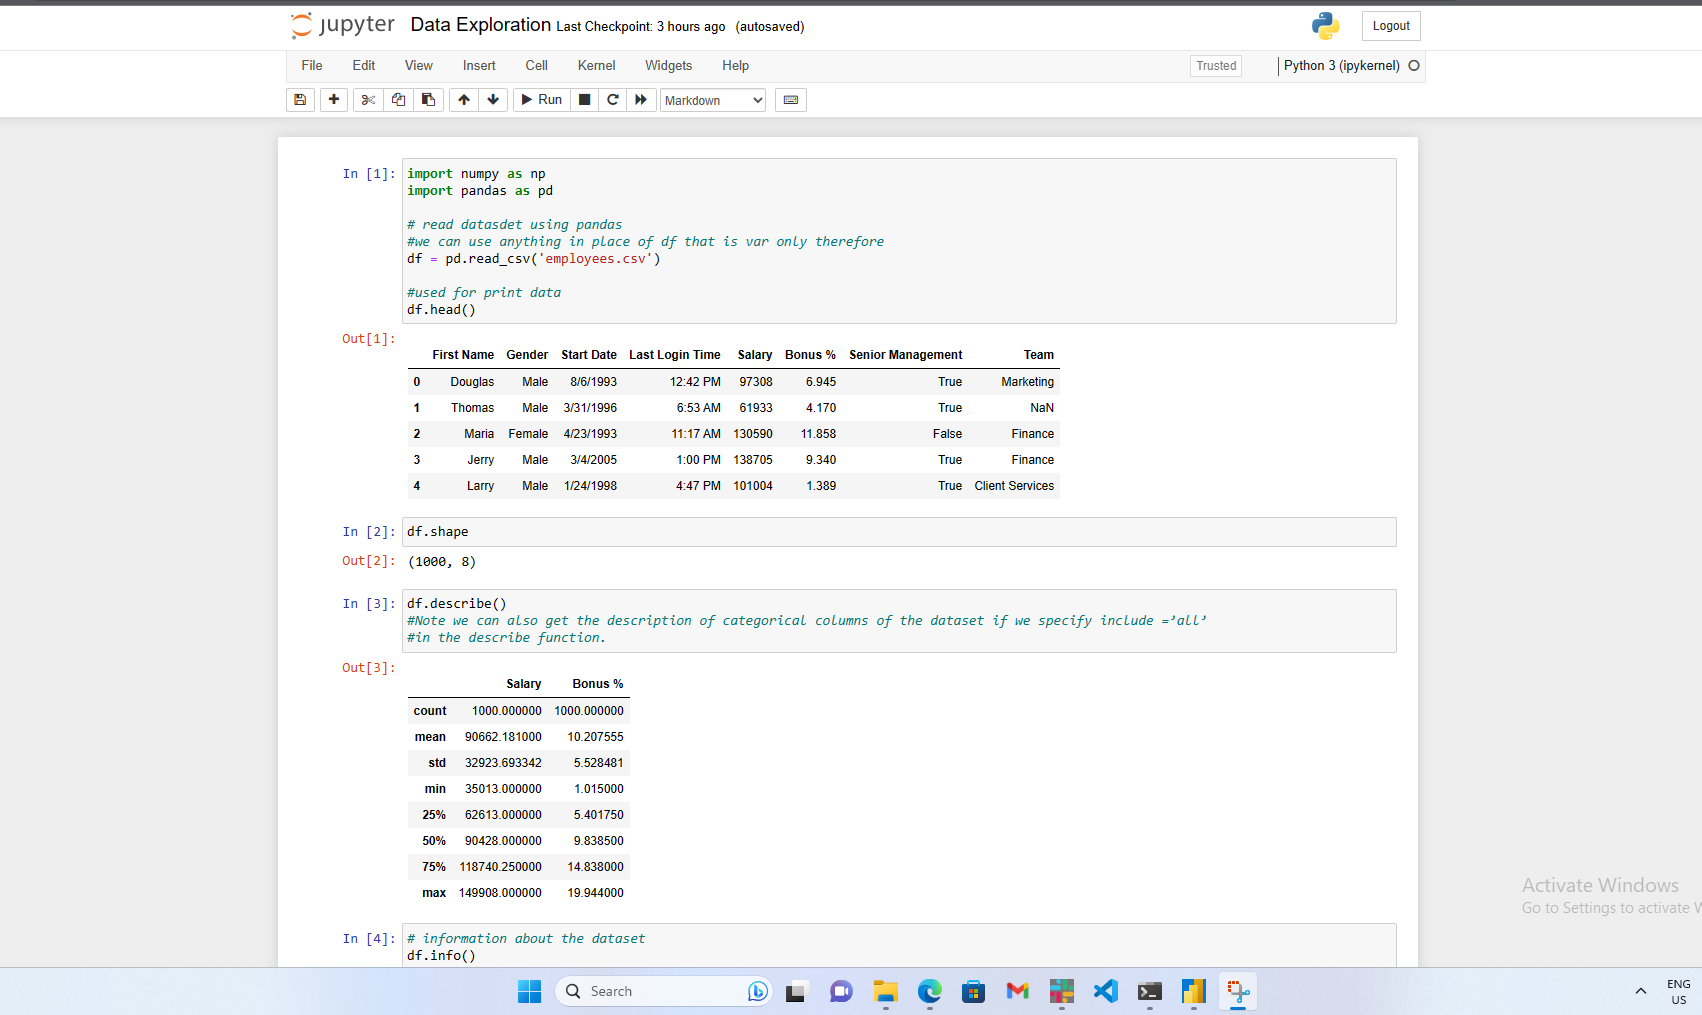 jupyter Data Exploration Last Checkpoint: 3 hours ago (autosaved) Logout
File Edit View Insert Cell Kernel Widgets Help Trusted Python 3 (ipykernel)
Run Markdown
In [1]: import numpy as np
import pandas as pd
# read datasdet using pandas
#we can use anything in place of df that is var only therefore
df = pd.read_csv('employees.csv')
#used for print data
df.head()
Out[1]:
First Name Gender Start Date Last Login Time Salary Bonus % Senior Management Team
0 Douglas Male 8/6/1993 12:42 PM 97308 6.945 True Marketing
1 Thomas Male 3/31/1996 6:53 AM 61933 4.170 True NaN
2 Maria Female 4/23/1993 11:17 AM 130590 11.858 False Finance
3 Jerry Male 3/4/2005 1:00 PM 138705 9.340 True Finance
4 Larry Male 1/24/1998 4:47 PM 101004 1.389 True Client Services
In [2]: df.shape
Out[2]: (1000, 8)
In [3]: df.describe()
#Note we can also get the description of categorical columns of the dataset if we specify include =’all’
#in the describe function.
Out[3]:
Salary Bonus %
count 1000.000000 1000.000000
mean 90662.181000 10.207555
std 32923.693342 5.528481
min 35013.000000 1.015000
25% 62613.000000 5.401750
50% 90428.000000 9.838500
75% 118740.250000 14.838000
max 149908.000000 19.944000
In [4]: # information about the dataset
df.info()
Activate Windows
Go to Settings to activate W
Search
ENG
US